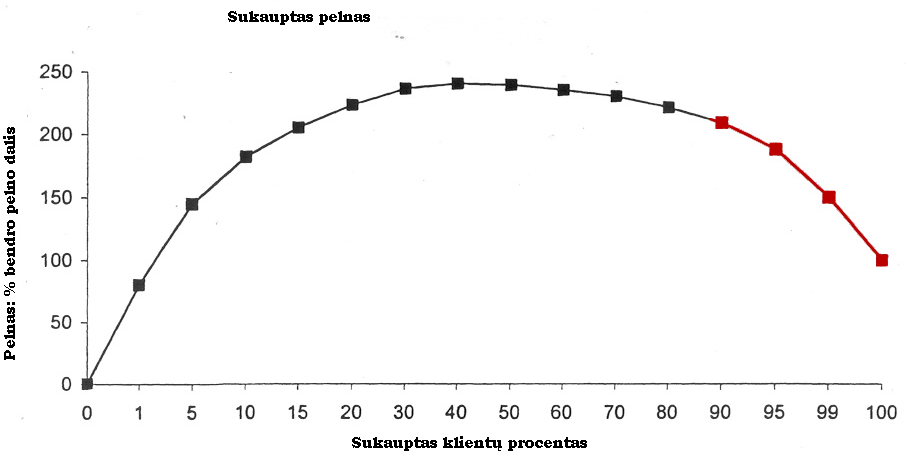 Sukauptas pelnas
Pelnas: % bendro pelno dalis
250
200
150
100
50
0
0 1 5 10 15 20 30 40 50 60 70 80 90 95 99 100
Sukauptas klientų procentas